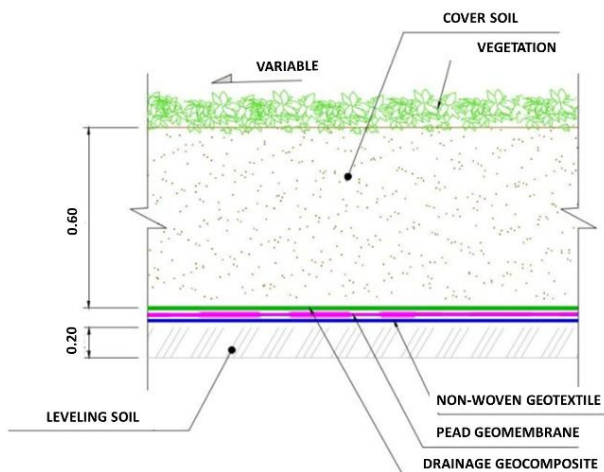 COVER SOIL
VEGETATION
VARIABLE
0.60
0.20
NON-WOVEN GEOTEXTILE
LEVELING SOIL
PEAD GEOMEMBRANE
DRAINAGE GEOCOMPOSITE